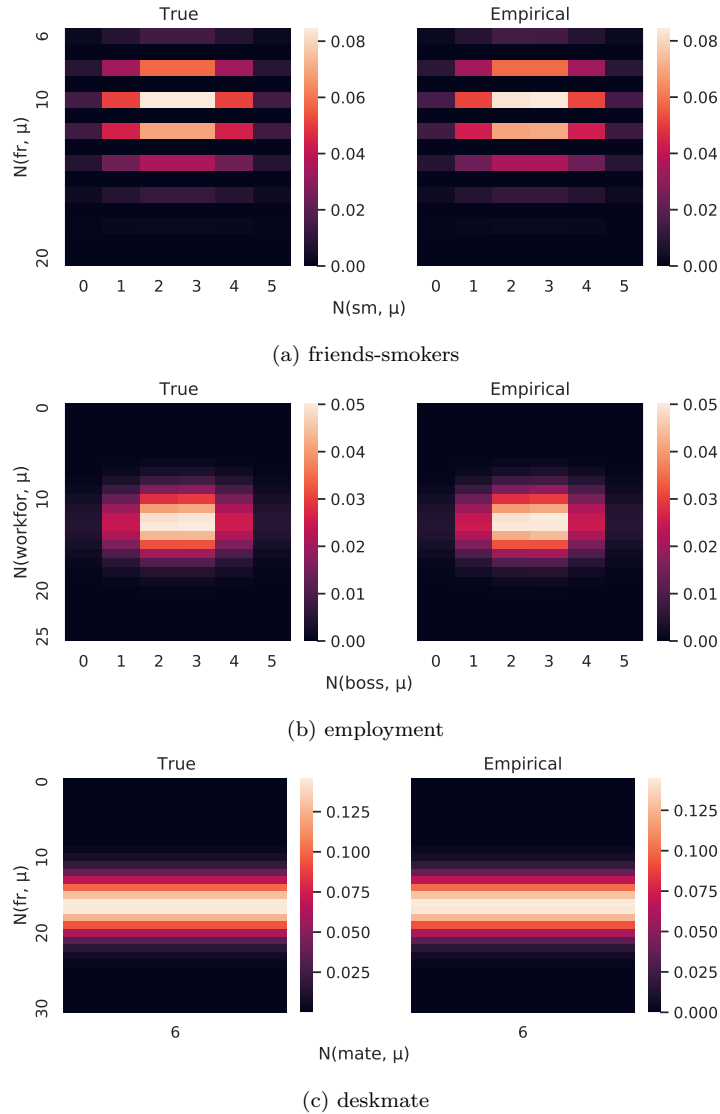 True
Empirical
N(fr, μ)
6
10
20
0 1 2 3 4 5
0.08
0.06
0.04
0.02
0.00
0 1 2 3 4 5
0.08
0.06
0.04
0.02
0.00
N(sm, μ)
(a) friends-smokers
True
Empirical
N(workfor, μ)
0
10
20
25
0 1 2 3 4 5
0.05
0.04
0.03
0.02
0.01
0.00
0 1 2 3 4 5
0.05
0.04
0.03
0.02
0.01
0.00
N(boss, μ)
(b) employment
True
Empirical
N(fr, μ)
0
10
20
30
6
0.125
0.100
0.075
0.050
0.025
6
0.125
0.100
0.075
0.050
0.025
0.000
N(mate, μ)
(c) deskmate